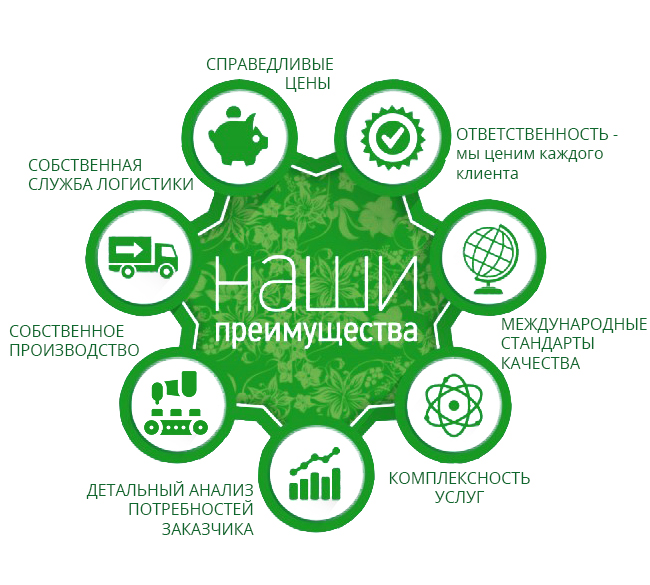 СПРАВЕДЛИВЫЕ
ЦЕНЫ
ОТВЕТСТВЕННОСТЬ -
мы ценим каждого
клиента
СОБСТВЕННАЯ
СЛУЖБА ЛОГИСТИКИ
наши
преимущества
МЕЖДУНАРОДНЫЕ
СТАНДАРТЫ
КАЧЕСТВА
СОБСТВЕННОЕ
ПРОИЗВОДСТВО
КОМПЛЕКСНОСТЬ
УСЛУГ
ДЕТАЛЬНЫЙ АНАЛИЗ
ПОТРЕБНОСТЕЙ
ЗАКАЗЧИКА